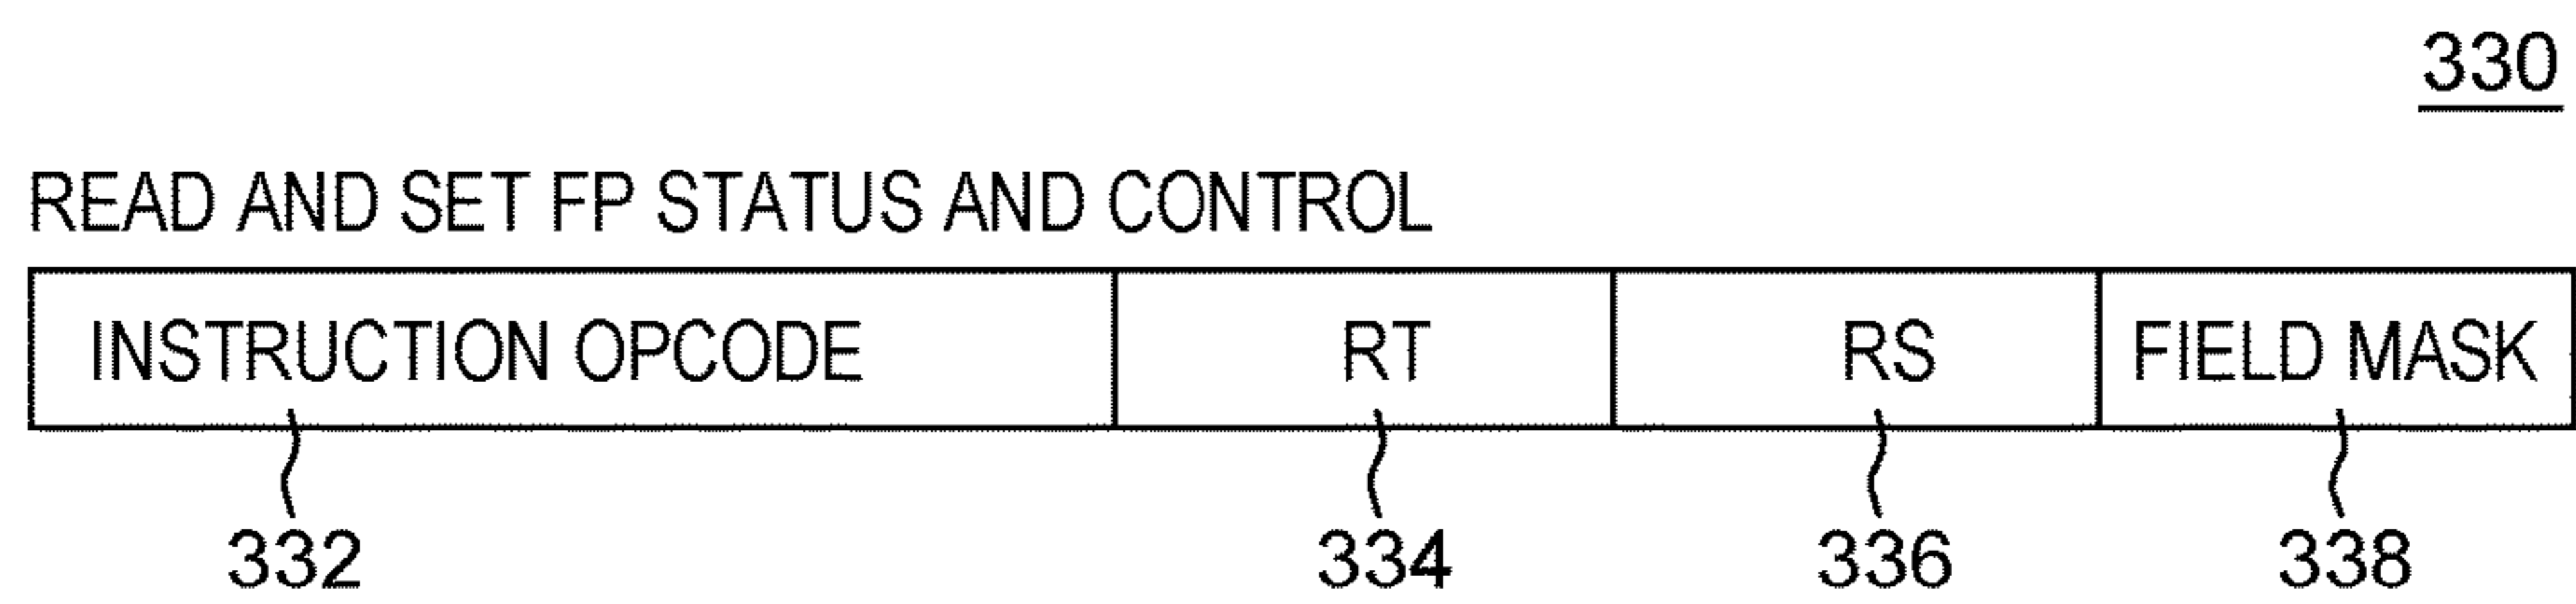 330
READ AND SET FP STATUS AND CONTROL
INSTRUCTION OPCODE RT RS FIELD MASK
332 334 336 338